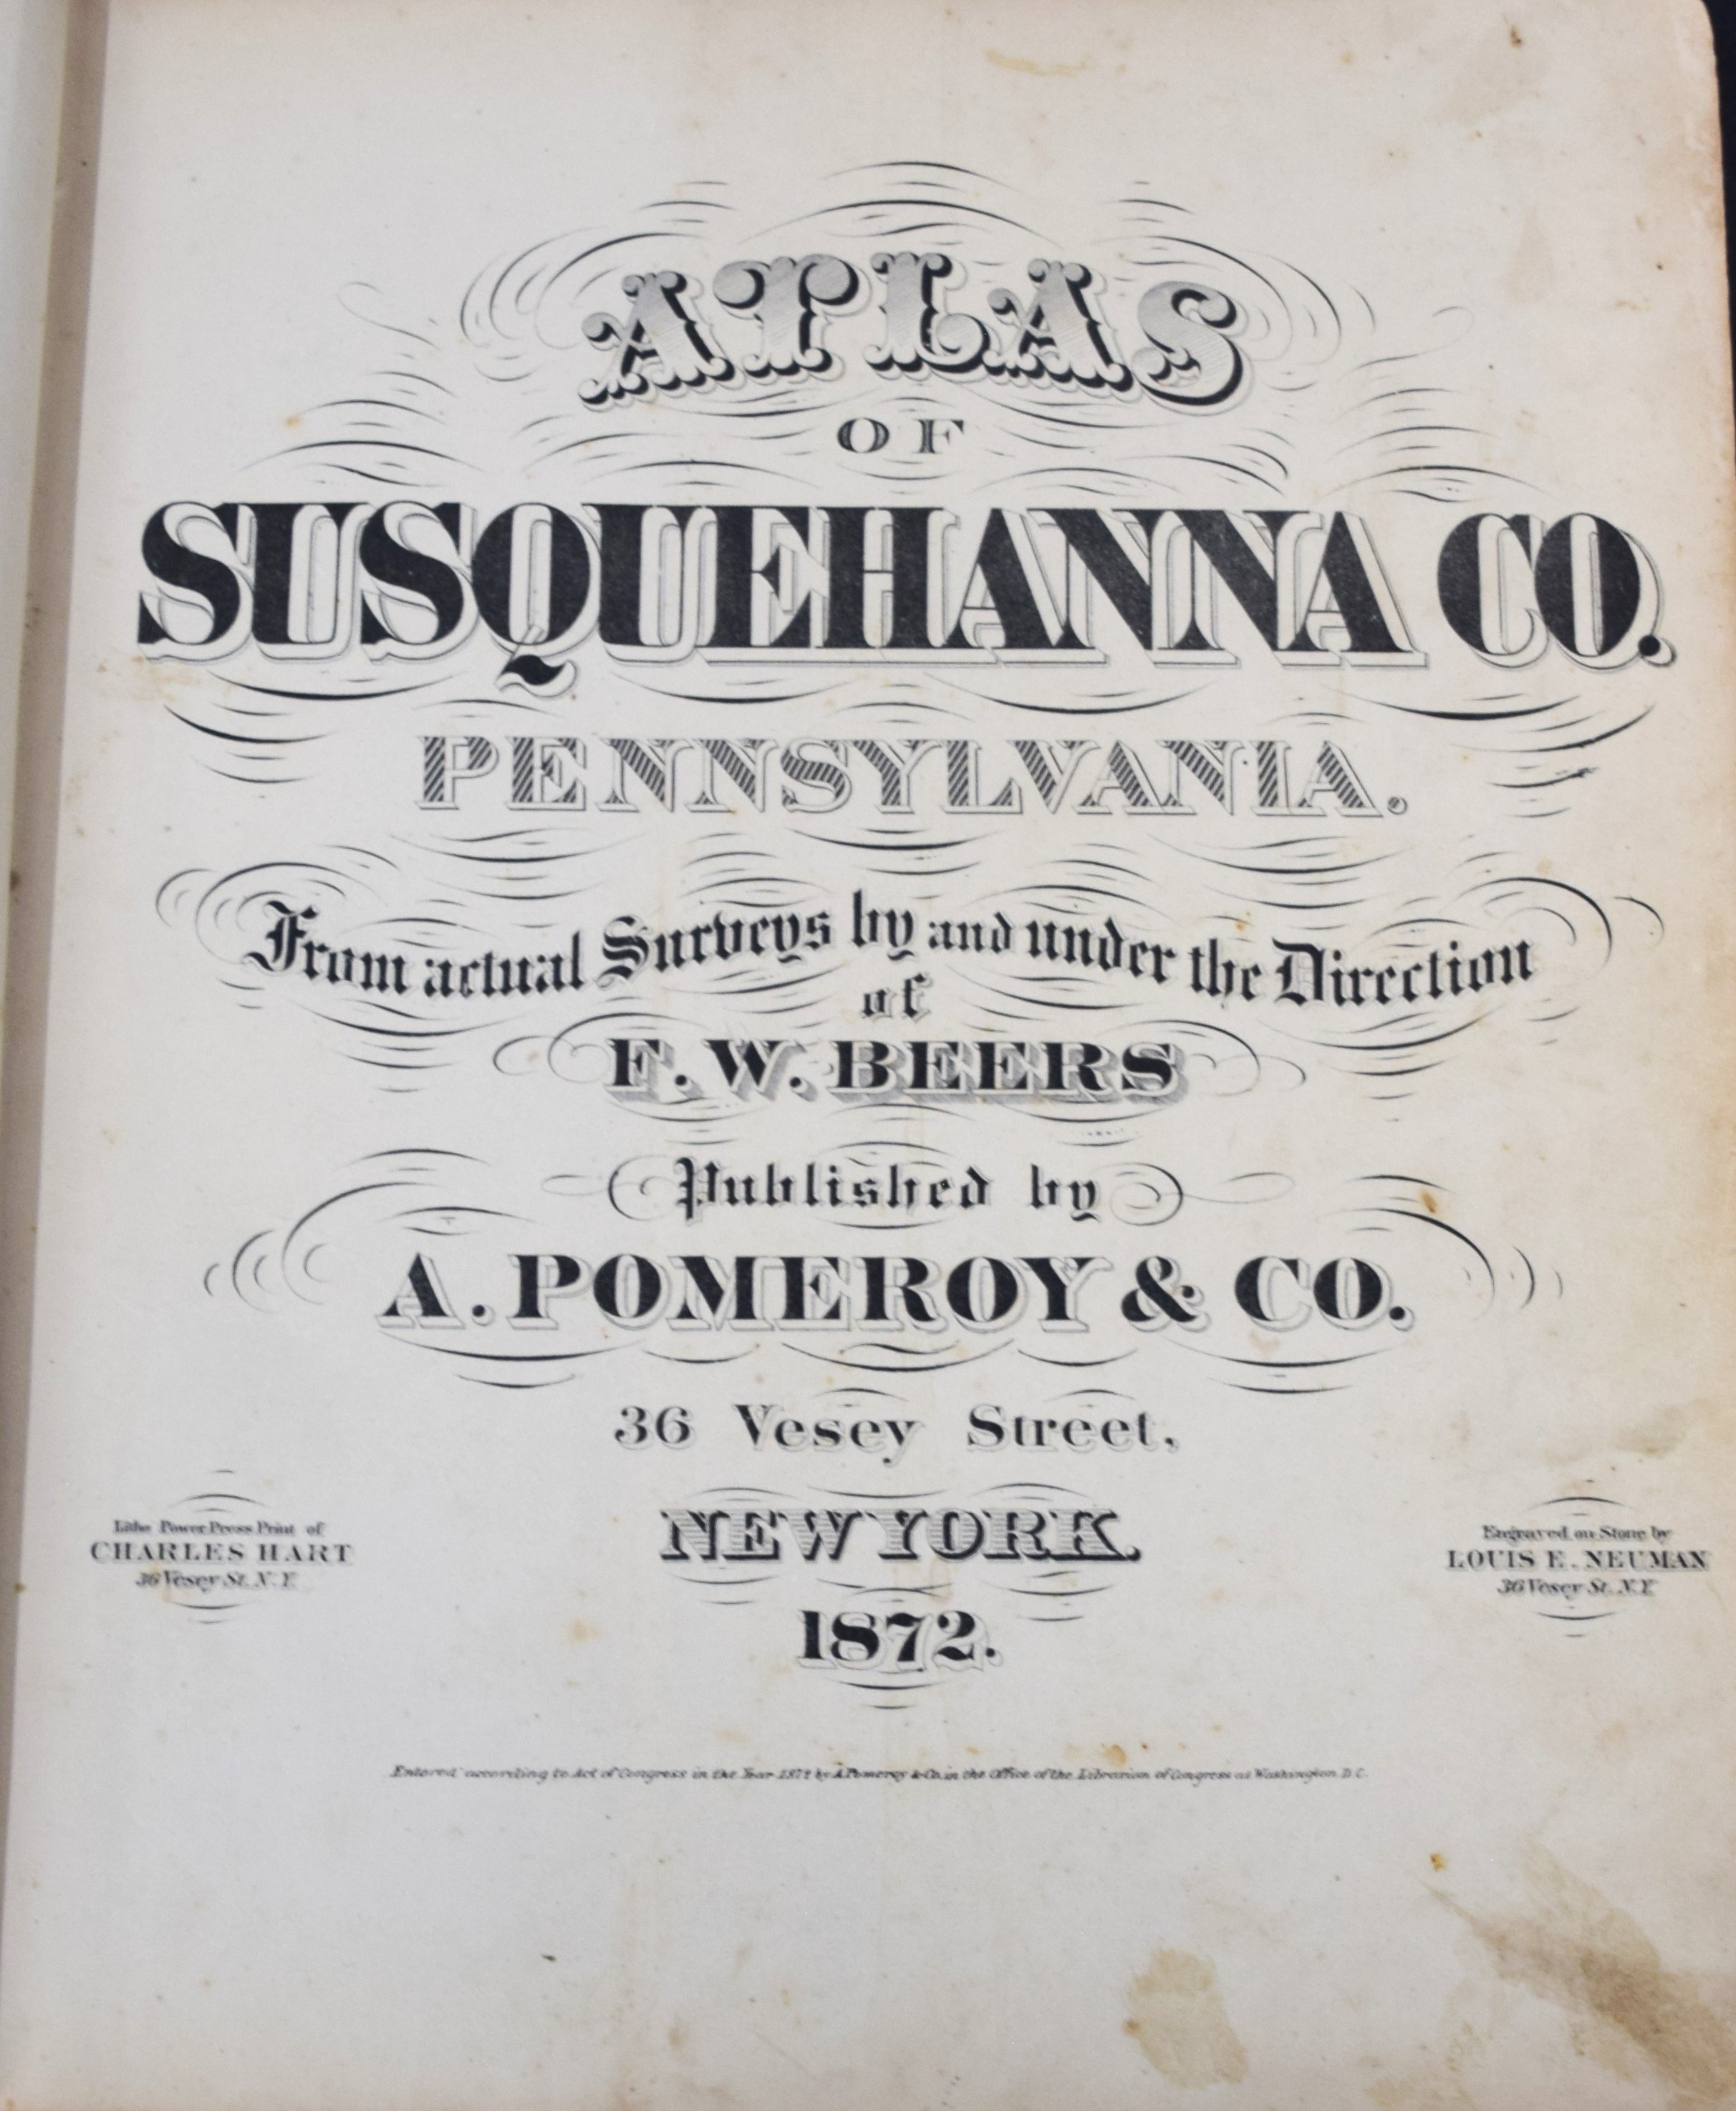 ATLAS
OF
SUSQUEHANNA CO.
PENNSYLVANIA.
From actual Surveys by and under the Direction
of
F. W. BEERS
Published by
A. POMEROY & CO.
36 Vesey Street,
NEW YORK.
1872.
Litho Power Press Print of
CHARLES HART
36 Vesey St. N.Y.
Engraved on Stone by
LOUIS E. NEUMAN
36 Vesey St. N.Y.
Entered according to Act of Congress in the Year 1872 by A. Pomeroy & Co. in the Office of the Librarian of Congress at Washington D.C.